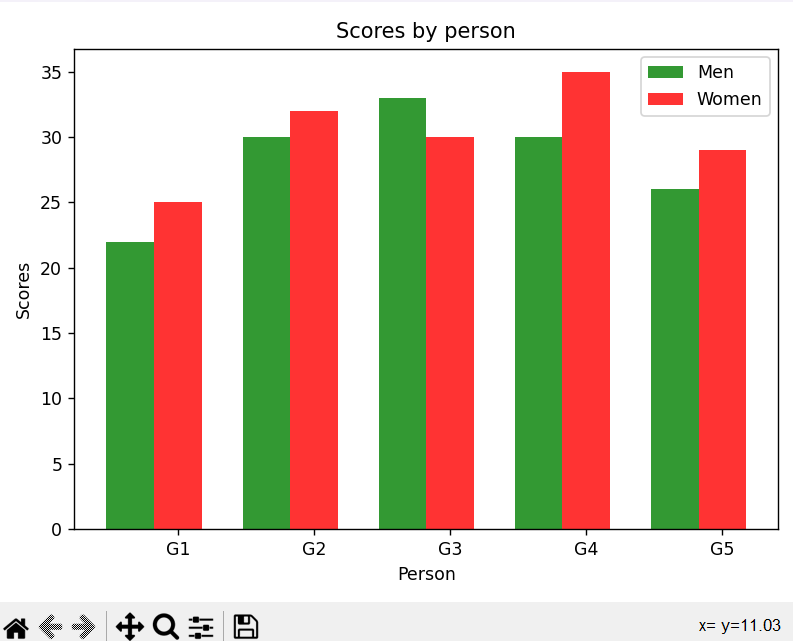 Scores by person
Men
Women
35
30
25
20
15
10
5
0
Scores
G1 G2 G3 G4 G5
Person
x= y=11.03